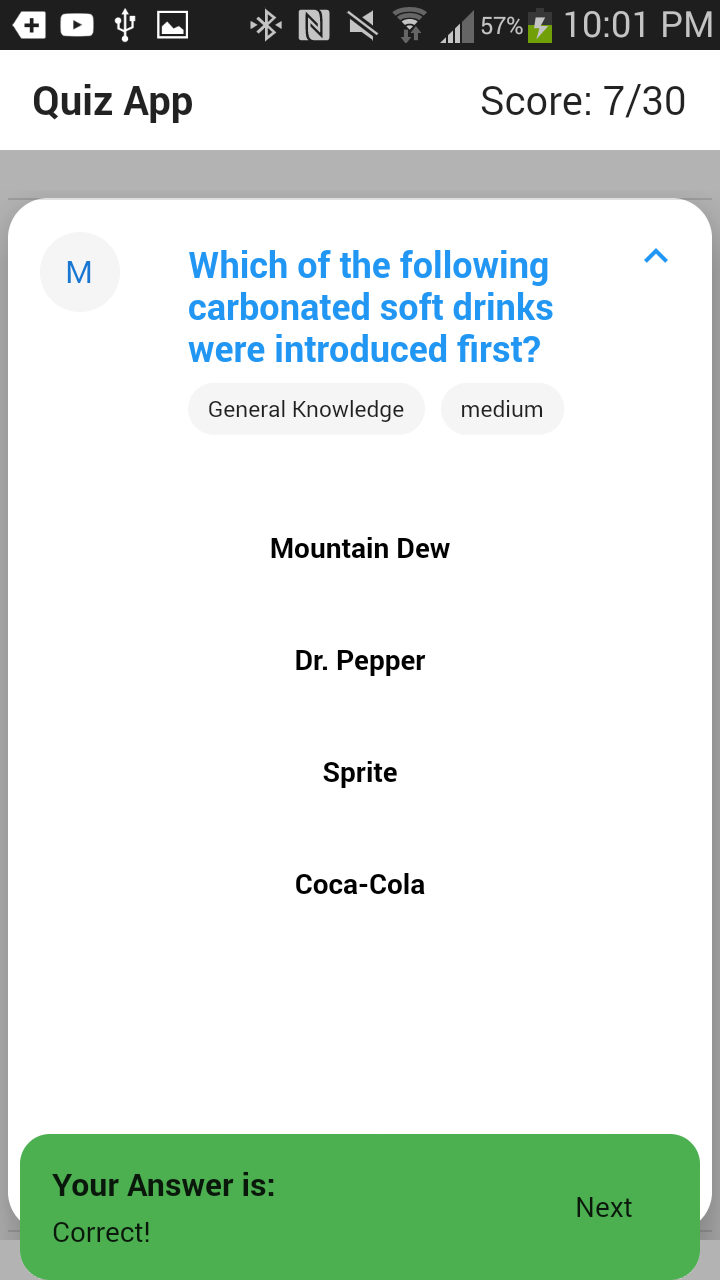 57% 10:01 PM
Quiz App Score: 7/30
M
Which of the following
carbonated soft drinks
were introduced first?
General Knowledge medium
Mountain Dew
Dr. Pepper
Sprite
Coca-Cola
Your Answer is:
Correct!
Next